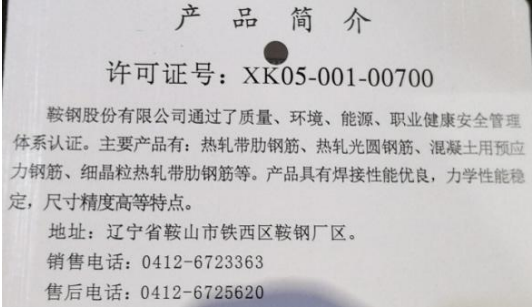 产品简介
许可证号：XK05-001-00700
鞍钢股份有限公司通过了质量、环境、能源、职业健康安全管理
体系认证。主要产品有：热轧带肋钢筋、热轧光圆钢筋、混凝土用预应
力钢筋、细晶粒热轧带肋钢筋等。产品具有焊接性能优良，力学性能稳
定，尺寸精度高等特点。
地址：辽宁省鞍山市铁西区鞍钢厂区。
销售电话：0412-6723363
售后电话：0412-6725620